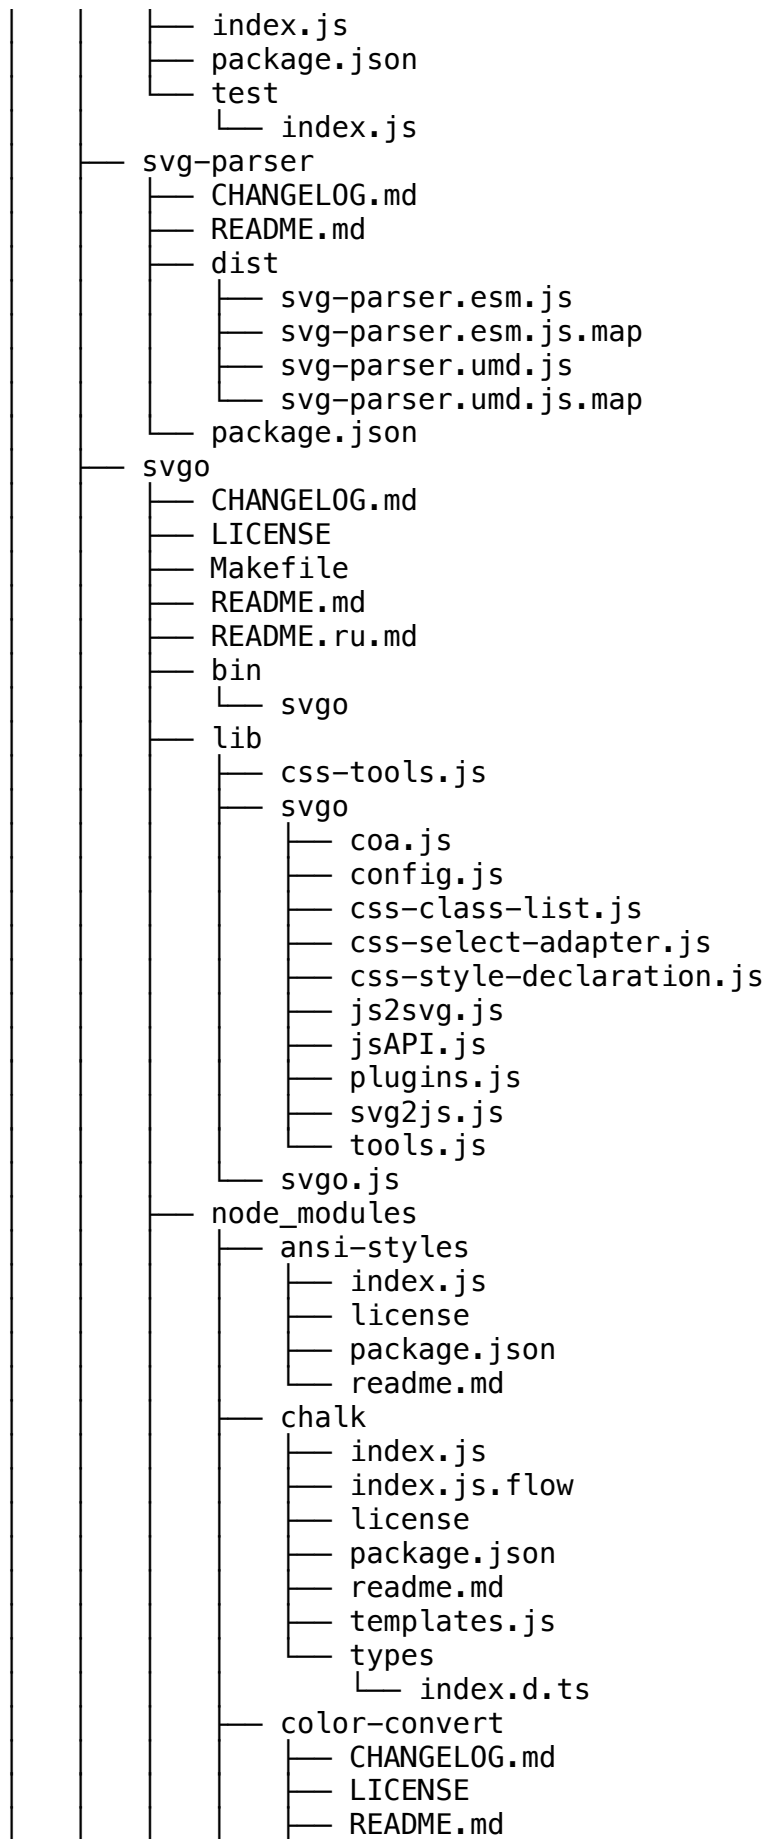 │   │   ├── index.js
│   │   ├── package.json
│   │   └── test
│   │       └── index.js
│   ├── svg-parser
│   │   ├── CHANGELOG.md
│   │   ├── README.md
│   │   ├── dist
│   │   │   ├── svg-parser.esm.js
│   │   │   ├── svg-parser.esm.js.map
│   │   │   ├── svg-parser.umd.js
│   │   │   └── svg-parser.umd.js.map
│   │   └── package.json
│   ├── svgo
│   │   ├── CHANGELOG.md
│   │   ├── LICENSE
│   │   ├── Makefile
│   │   ├── README.md
│   │   ├── README.ru.md
│   │   ├── bin
│   │   │   └── svgo
│   │   ├── lib
│   │   │   ├── css-tools.js
│   │   │   ├── svgo
│   │   │   │   ├── coa.js
│   │   │   │   ├── config.js
│   │   │   │   ├── css-class-list.js
│   │   │   │   ├── css-select-adapter.js
│   │   │   │   ├── css-style-declaration.js
│   │   │   │   ├── js2svg.js
│   │   │   │   ├── jsAPI.js
│   │   │   │   ├── plugins.js
│   │   │   │   ├── svg2js.js
│   │   │   │   └── tools.js
│   │   │   └── svgo.js
│   │   ├── node_modules
│   │   │   ├── ansi-styles
│   │   │   │   ├── index.js
│   │   │   │   ├── license
│   │   │   │   ├── package.json
│   │   │   │   └── readme.md
│   │   │   ├── chalk
│   │   │   │   ├── index.js
│   │   │   │   ├── index.js.flow
│   │   │   │   ├── license
│   │   │   │   ├── package.json
│   │   │   │   ├── readme.md
│   │   │   │   ├── templates.js
│   │   │   │   └── types
│   │   │   │       └── index.d.ts
│   │   │   ├── color-convert
│   │   │   │   ├── CHANGELOG.md
│   │   │   │   ├── LICENSE
│   │   │   │   ├── README.md